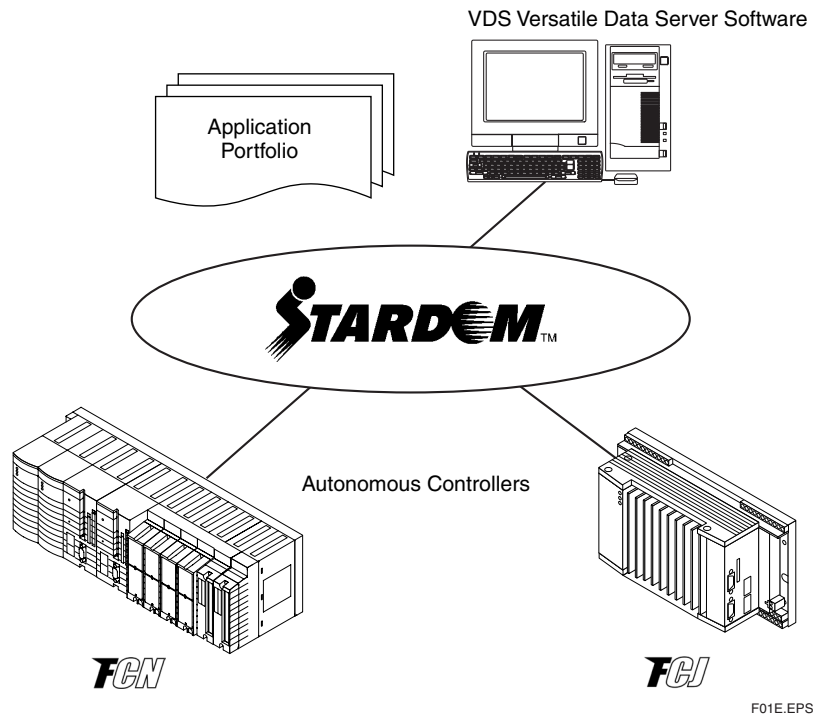 VDS Versatile Data Server Software
Application
Portfolio
STARDOM™
Autonomous Controllers
FCN
FCJ
F01E.EPS